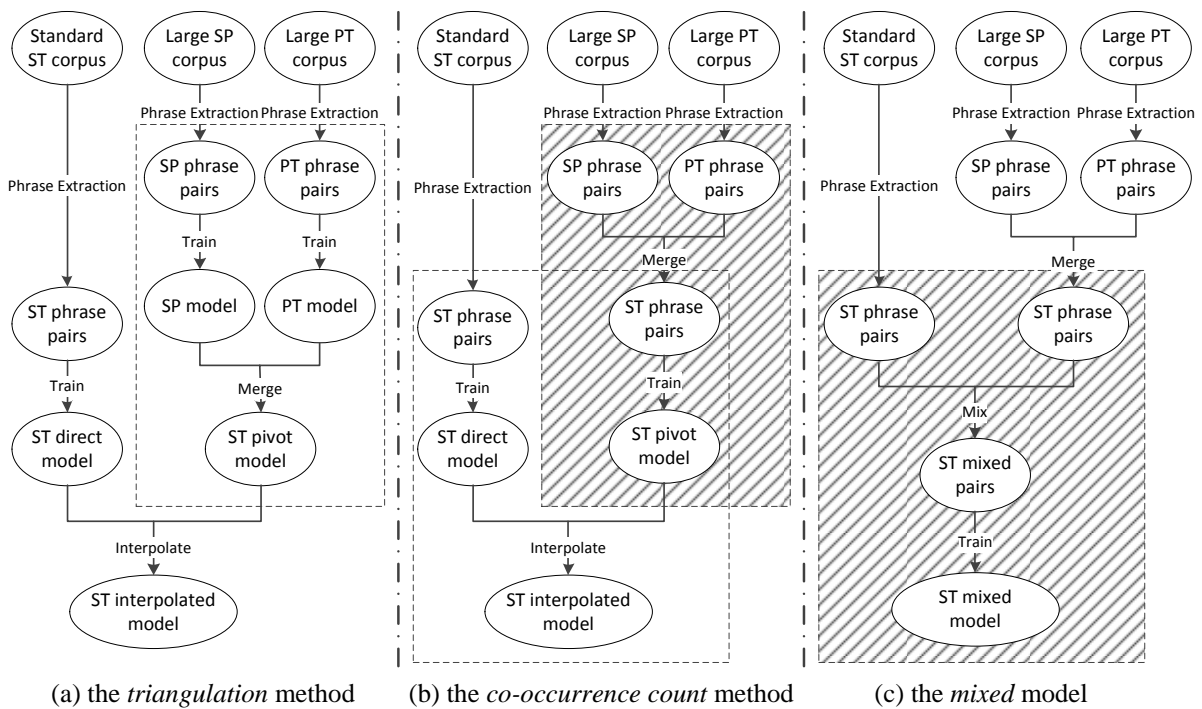 Standard
ST corpus
Large SP
corpus
Large PT
corpus
Phrase Extraction
Phrase Extraction
SP phrase
pairs
PT phrase
pairs
Phrase Extraction
Train
Train
SP model
PT model
ST phrase
pairs
Train
Merge
ST direct
model
ST pivot
model
Interpolate
ST interpolated
model
(a) the triangulation method
Standard
ST corpus
Large SP
corpus
Large PT
corpus
Phrase Extraction
Phrase Extraction
SP phrase
pairs
PT phrase
pairs
Phrase Extraction
Merge
ST phrase
pairs
ST phrase
pairs
Train
Train
ST direct
model
ST pivot
model
Interpolate
ST interpolated
model
(b) the co-occurrence count method
Standard
ST corpus
Large SP
corpus
Large PT
corpus
Phrase Extraction
Phrase Extraction
SP phrase
pairs
PT phrase
pairs
Phrase Extraction
Merge
ST phrase
pairs
ST phrase
pairs
Mix
ST mixed
pairs
Train
ST mixed
model
(c) the mixed model